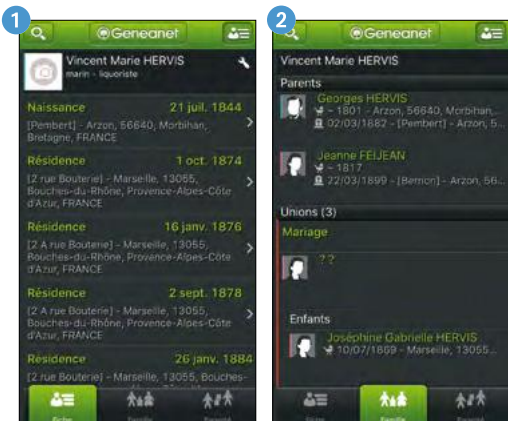 1
Geneanet
Vincent Marie HERVIS
marin - liquoriste
Naissance 21 juil. 1844
[Pembert] - Arzon, 56640, Morbihan,
Bretagne, FRANCE
Résidence 1 oct. 1874
[2 rue Bouterie] - Marseille, 13055,
Bouches-du-Rhône, Provence-Alpes-Côte
d'Azur, FRANCE
Résidence 16 janv. 1876
[2 A rue Bouterie] - Marseille, 13055,
Bouches-du-Rhône, Provence-Alpes-Côte
d'Azur, FRANCE
Résidence 2 sept. 1878
[2 A rue Bouterie] - Marseille, 13055,
Bouches-du-Rhône, Provence-Alpes-Côte
d'Azur, FRANCE
Résidence 26 janv. 1884
[2 rue Bouterie] - Marseille, 13055, Bouches-
Fiche Famille Parenté
2
Geneanet
Vincent Marie HERVIS
Parents
Georges HERVIS
~ 1801 - Arzon, 56640, Morbihan,...
02/03/1882 - [Pembert] - Arzon, 5...
Jeanne FEIJEAN
~ 1817
22/03/1899 - [Bernon] - Arzon, 56...
Unions (3)
Mariage
? ?
Enfants
Joséphine Gabrielle HERVIS
10/07/1869 - Marseille, 13055...
Fiche Famille Parenté